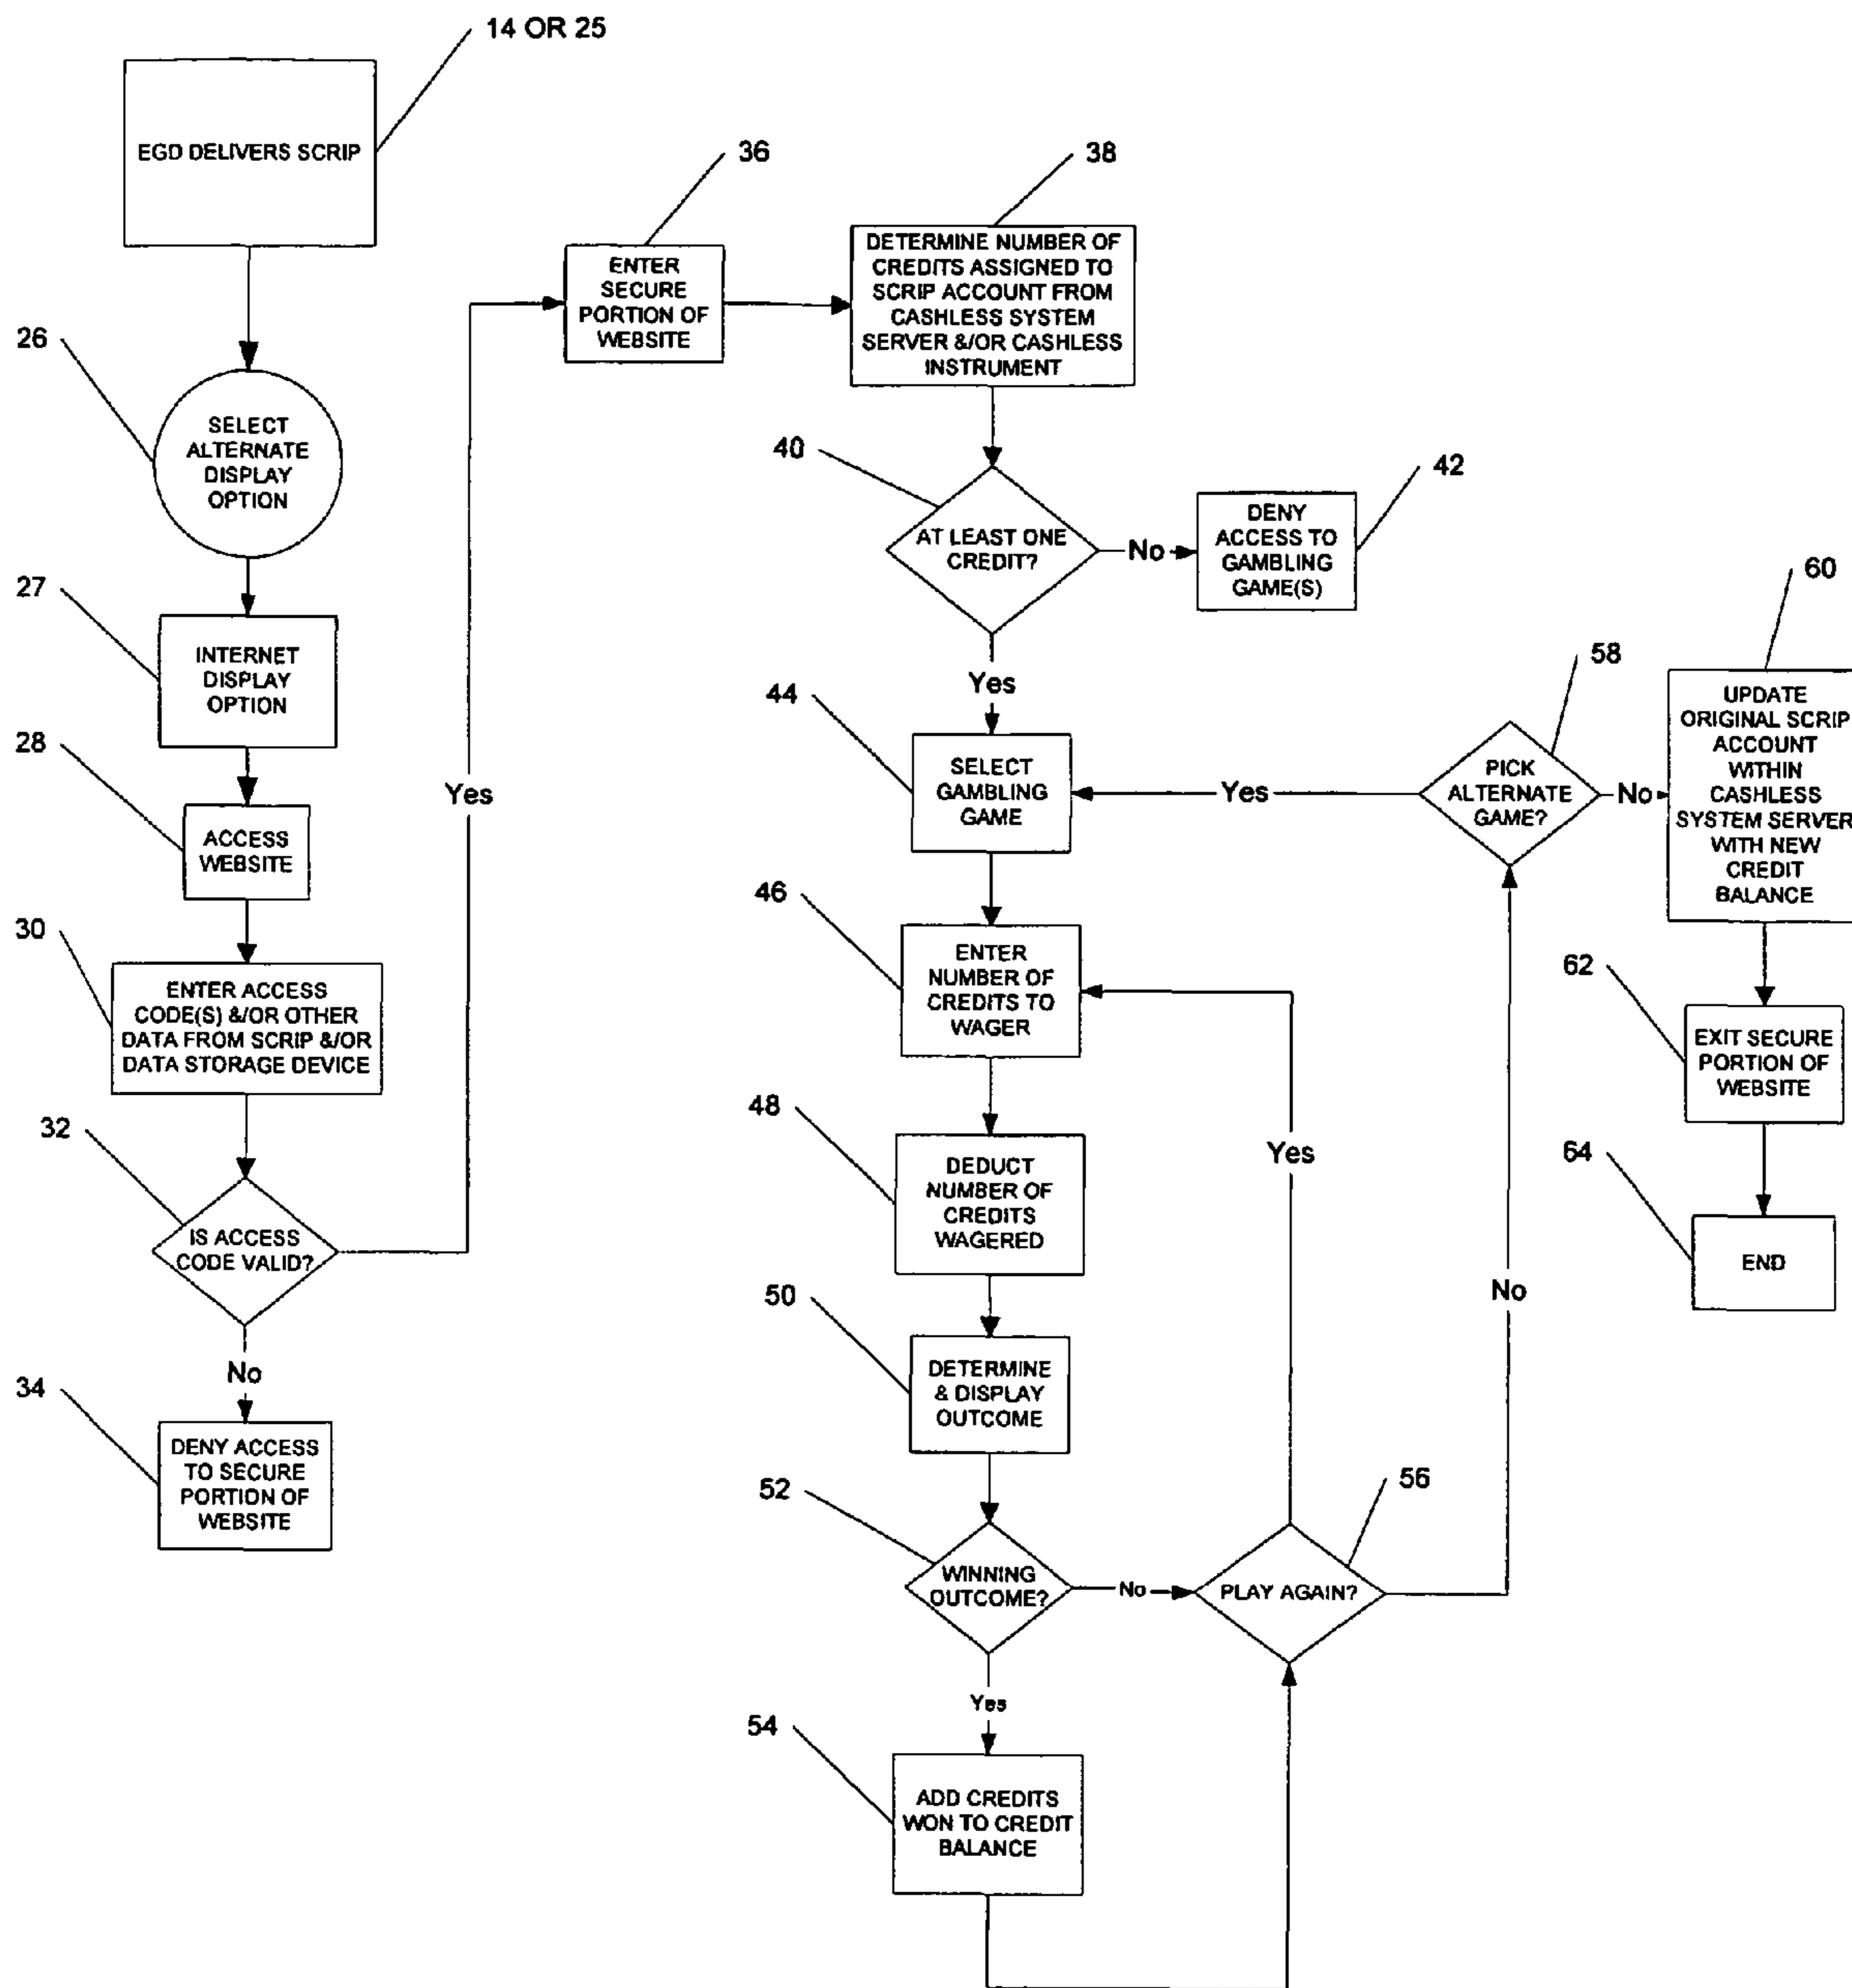 14 OR 25
EGD DELIVERS SCRIP
26
SELECT
ALTERNATE
DISPLAY
OPTION
27
INTERNET
DISPLAY
OPTION
28
ACCESS
WEBSITE
30
ENTER ACCESS
CODE(S) &/OR OTHER
DATA FROM SCRIP &/OR
DATA STORAGE DEVICE
32
IS ACCESS
CODE VALID?
Yes
No
34
DENY ACCESS
TO SECURE
PORTION OF
WEBSITE
36
ENTER
SECURE
PORTION OF
WEBSITE
38
DETERMINE NUMBER OF
CREDITS ASSIGNED TO
SCRIP ACCOUNT FROM
CASHLESS SYSTEM
SERVER &/OR CASHLESS
INSTRUMENT
40
AT LEAST ONE
CREDIT?
No
42
DENY
ACCESS TO
GAMBLING
GAME(S)
Yes
44
SELECT
GAMBLING
GAME
46
ENTER
NUMBER OF
CREDITS TO
WAGER
48
DEDUCT
NUMBER OF
CREDITS
WAGERED
50
DETERMINE
& DISPLAY
OUTCOME
52
WINNING
OUTCOME?
No
Yes
54
ADD CREDITS
WON TO CREDIT
BALANCE
56
PLAY AGAIN?
Yes
No
58
PICK
ALTERNATE
GAME?
Yes
No
60
UPDATE
ORIGINAL SCRIP
ACCOUNT
WITHIN
CASHLESS
SYSTEM SERVER
WITH NEW
CREDIT
BALANCE
62
EXIT SECURE
PORTION OF
WEBSITE
64
END